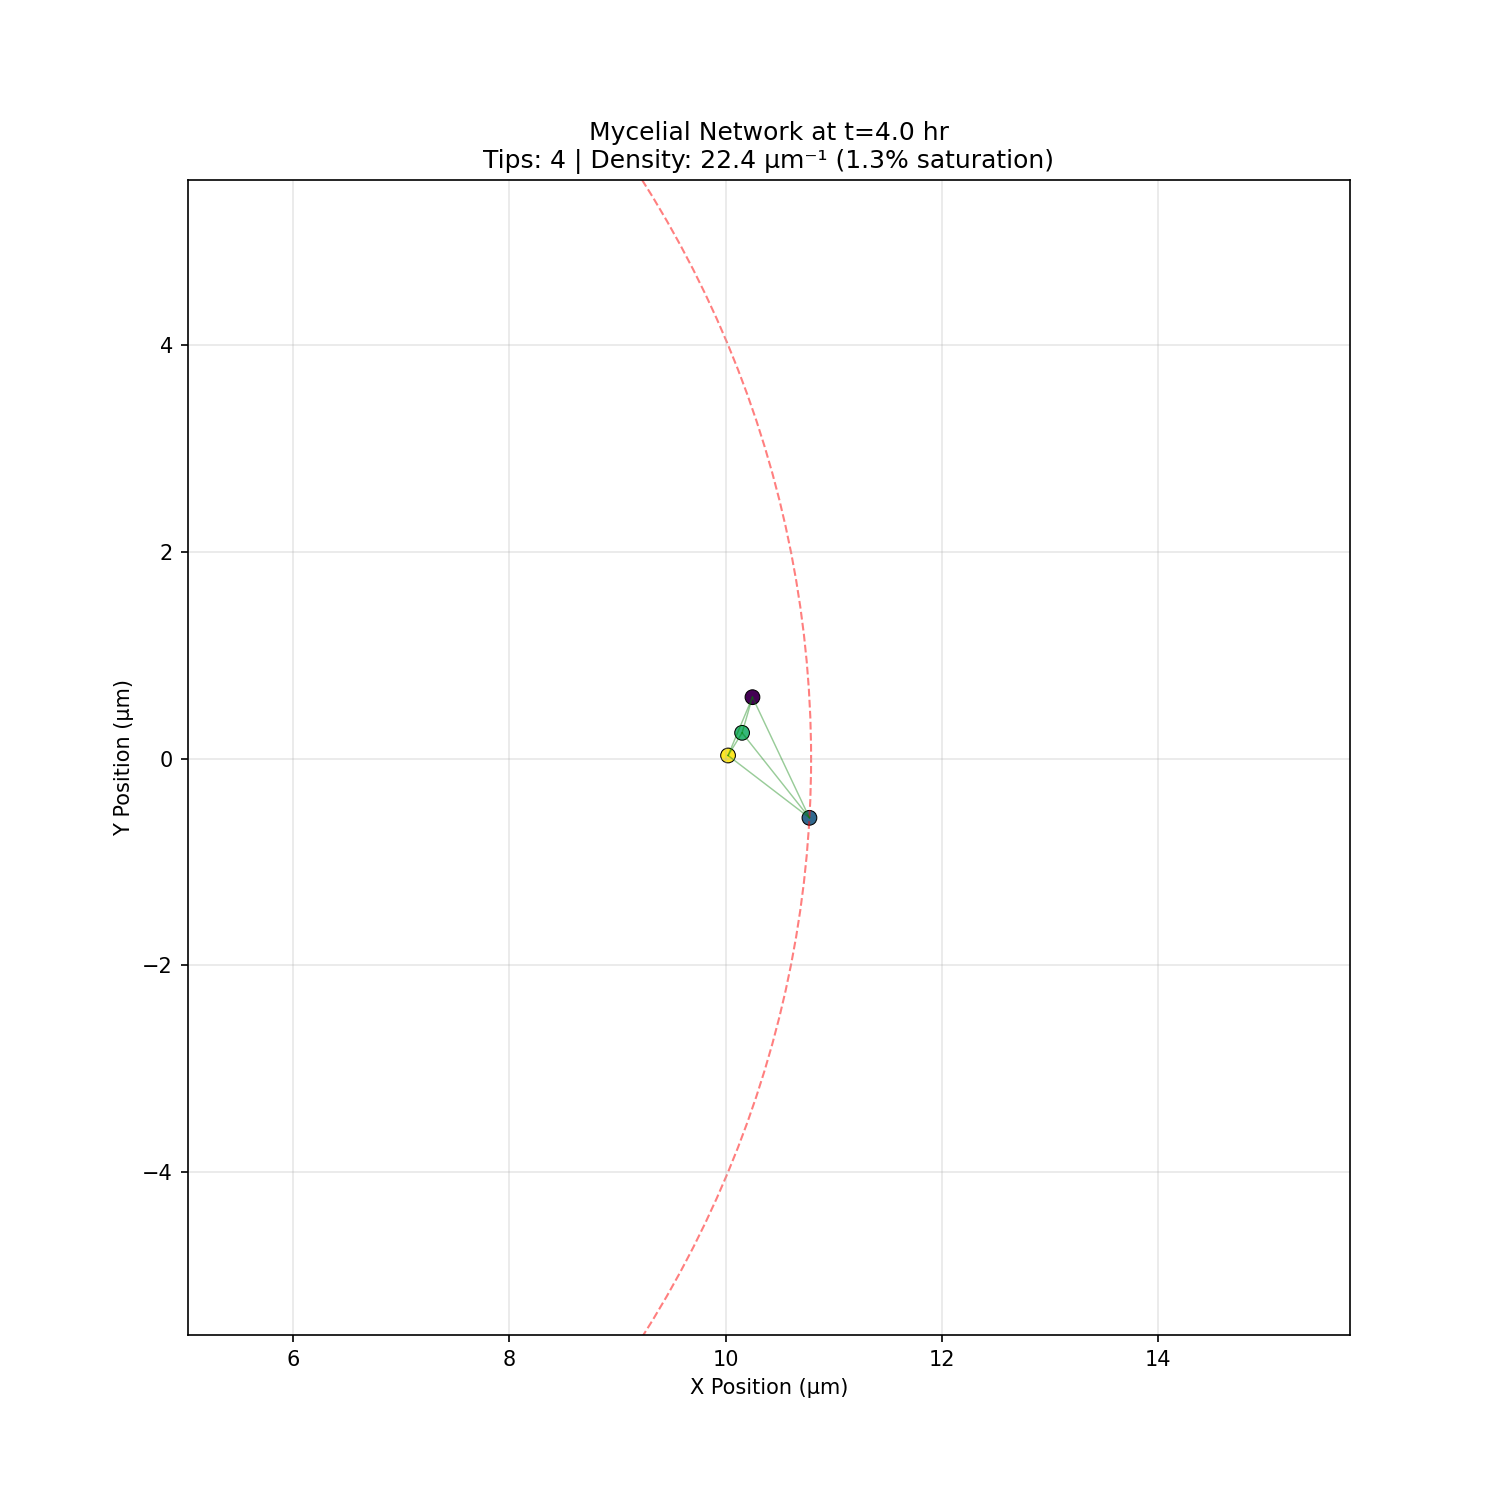 Mycelial Network at t=4.0 hr
Tips: 4 | Density: 22.4 μm⁻¹ (1.3% saturation)
Y Position (μm)
4
2
0
−2
−4
6 8 10 12 14
X Position (μm)